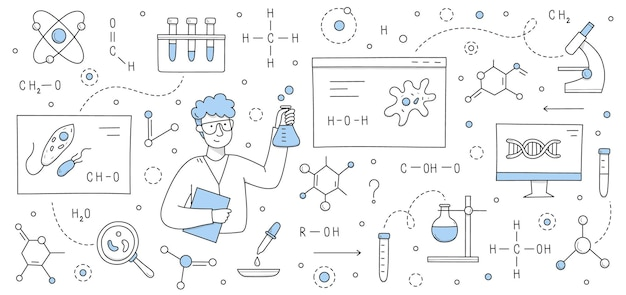 O
C
H
CH₂—O
H
H—C—H
H
H
CH₂
H-O-H
CH-O
C-OH—O
H₂O
?
R—OH
H
H—C—OH
H